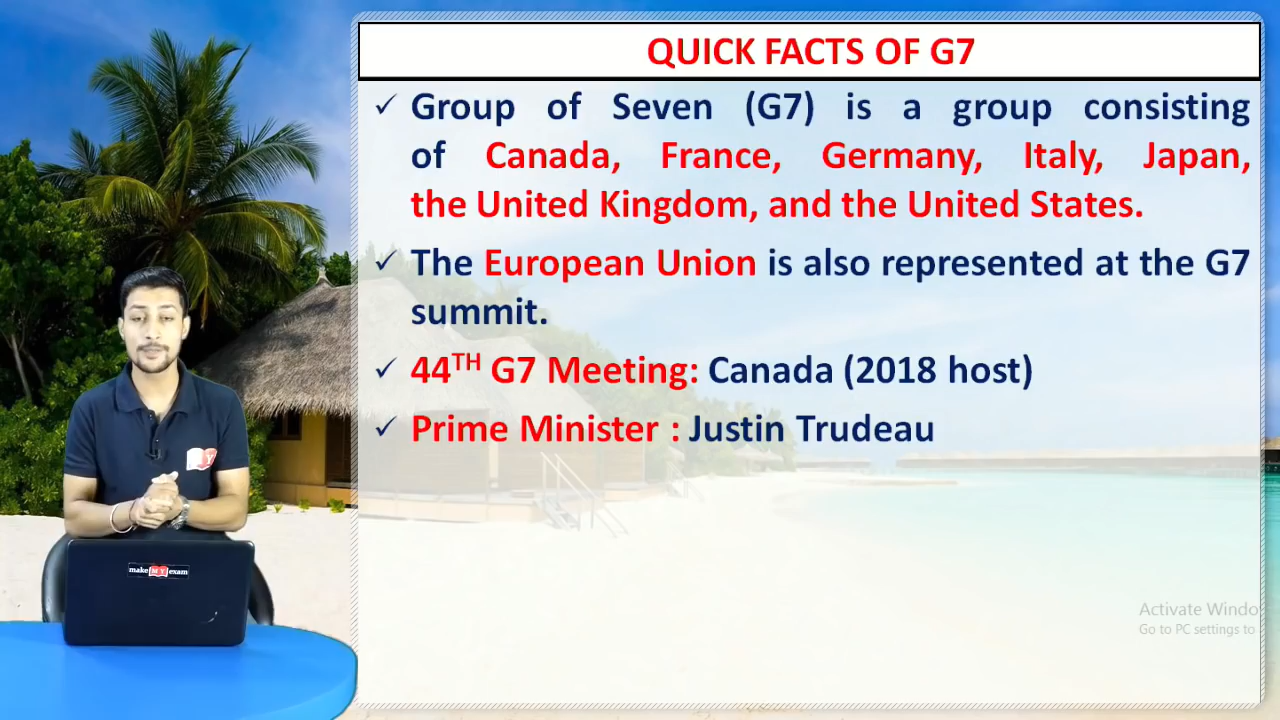 QUICK FACTS OF G7
✓ Group of Seven (G7) is a group consisting
of Canada, France, Germany, Italy, Japan,
the United Kingdom, and the United States.
✓ The European Union is also represented at the G7
summit.
✓ 44TH G7 Meeting: Canada (2018 host)
✓ Prime Minister : Justin Trudeau
make MY exam
Activate Windo
Go to PC settings to